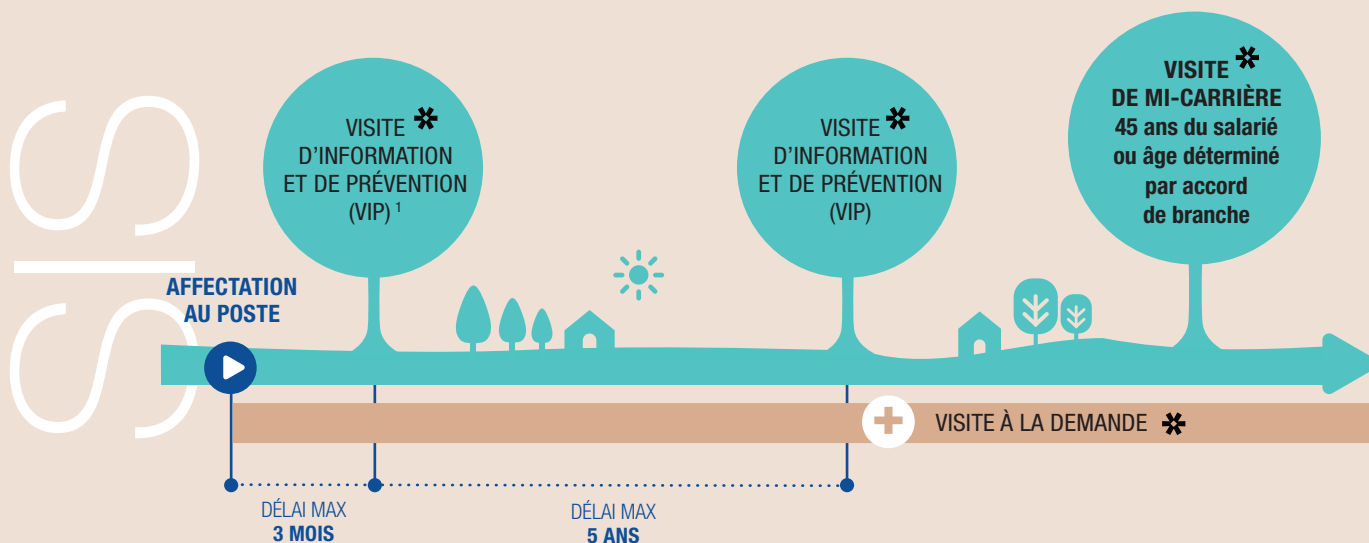 SIS
VISITE *
D'INFORMATION
ET DE PRÉVENTION
(VIP) 1
VISITE *
D'INFORMATION
ET DE PRÉVENTION
(VIP)
VISITE *
DE MI-CARRIÈRE
45 ans du salarié
ou âge déterminé
par accord
de branche
AFFECTATION
AU POSTE
VISITE À LA DEMANDE *
DÉLAI MAX
3 MOIS
DÉLAI MAX
5 ANS